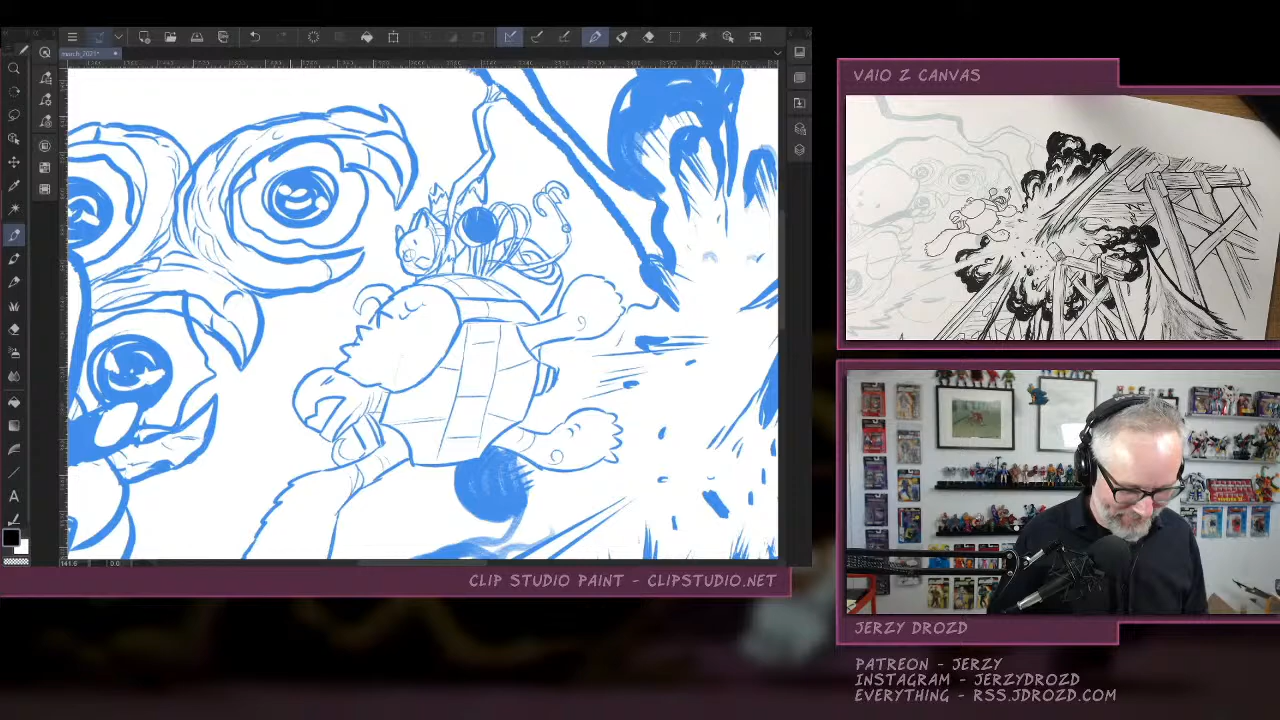 VAIO Z CANVAS
CLIP STUDIO PAINT - CLIPSTUDIO.NET
JERZY DROZD
PATREON - JERZY
INSTAGRAM - JERZYDROZD
EVERYTHING - RSS.JDROZD.COM